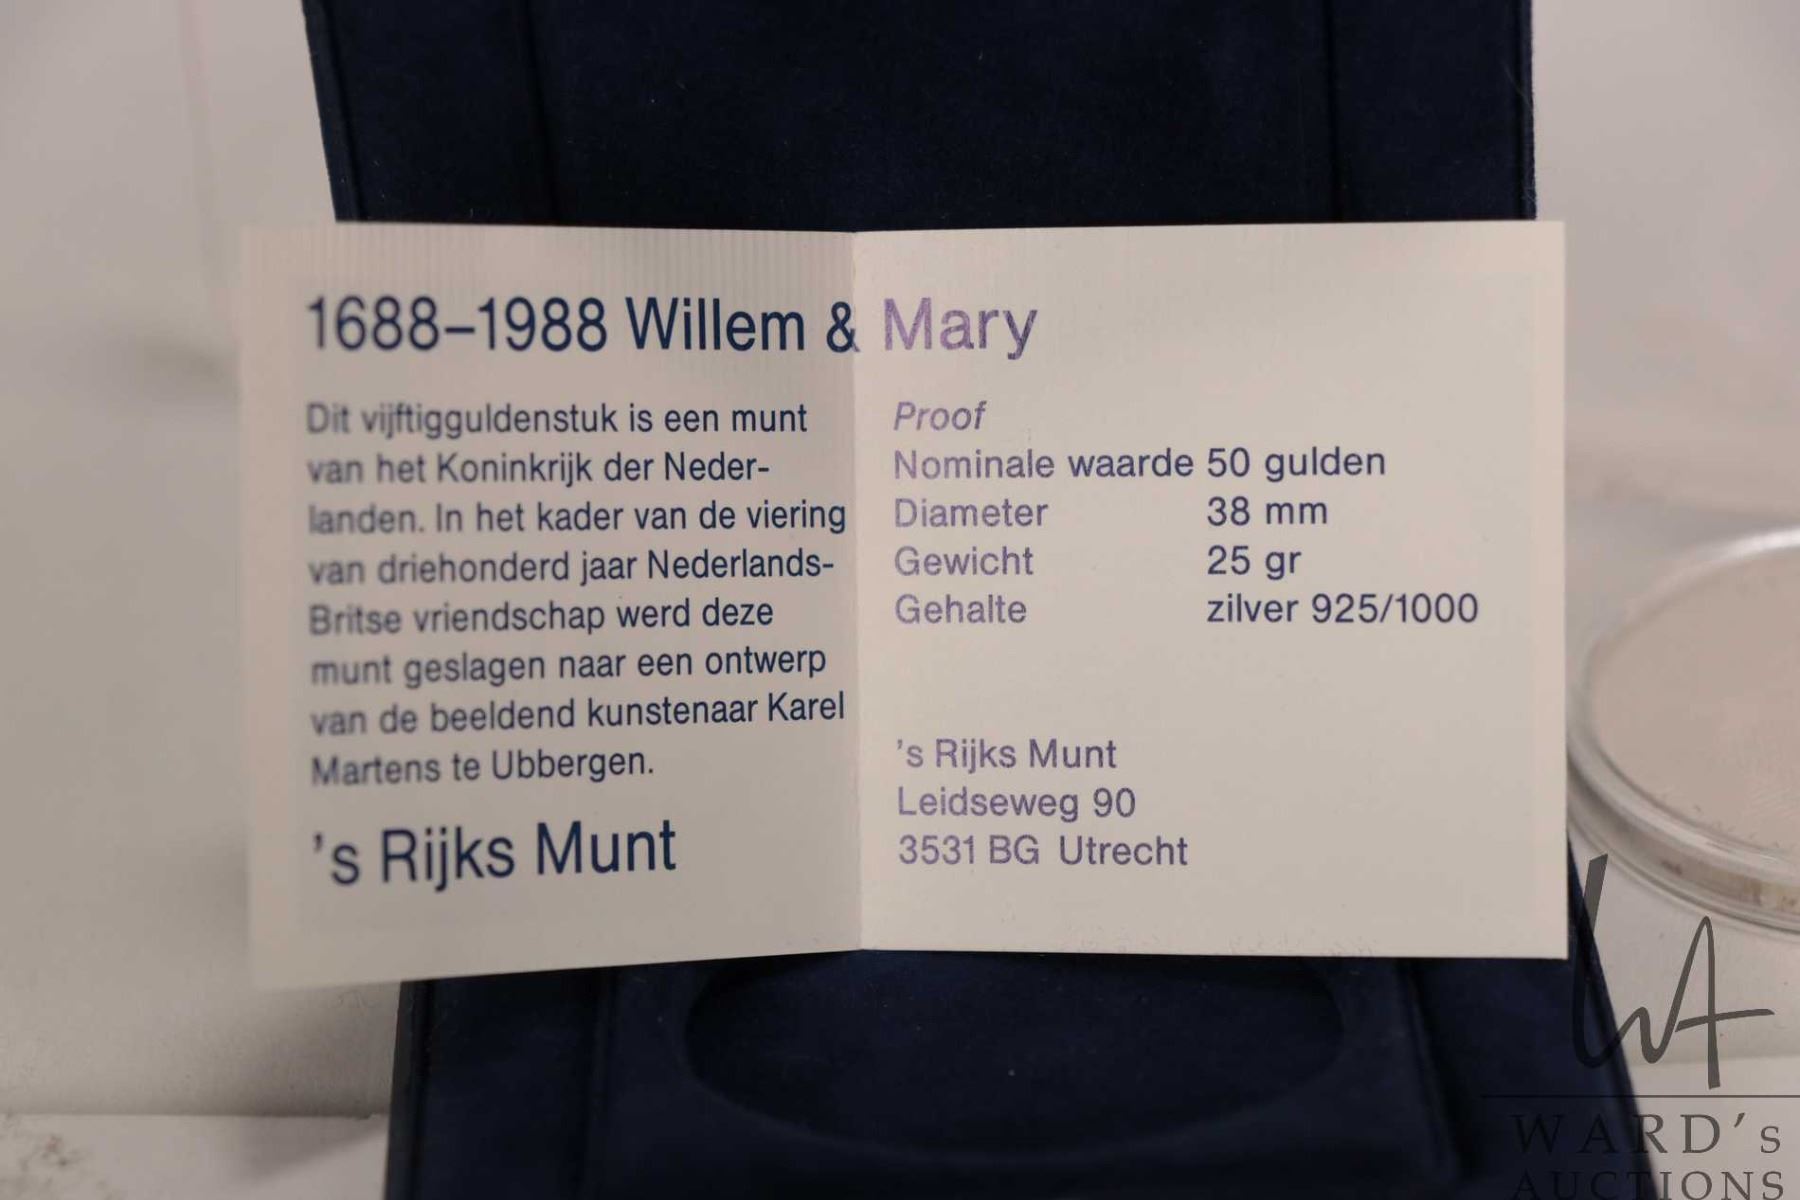 1688–1988 Willem & Mary
Dit vijftigguldenstuk is een munt
van het Koninkrijk der Neder-
landen. In het kader van de viering
van driehonderd jaar Nederlands-
Britse vriendschap werd deze
munt geslagen naar een ontwerp
van de beeldend kunstenaar Karel
Martens te Ubbergen.
's Rijks Munt
Proof
Nominale waarde 50 gulden
Diameter 38 mm
Gewicht 25 gr
Gehalte zilver 925/1000
's Rijks Munt
Leidseweg 90
3531 BG Utrecht
WA
WARD's
AUCTIONS